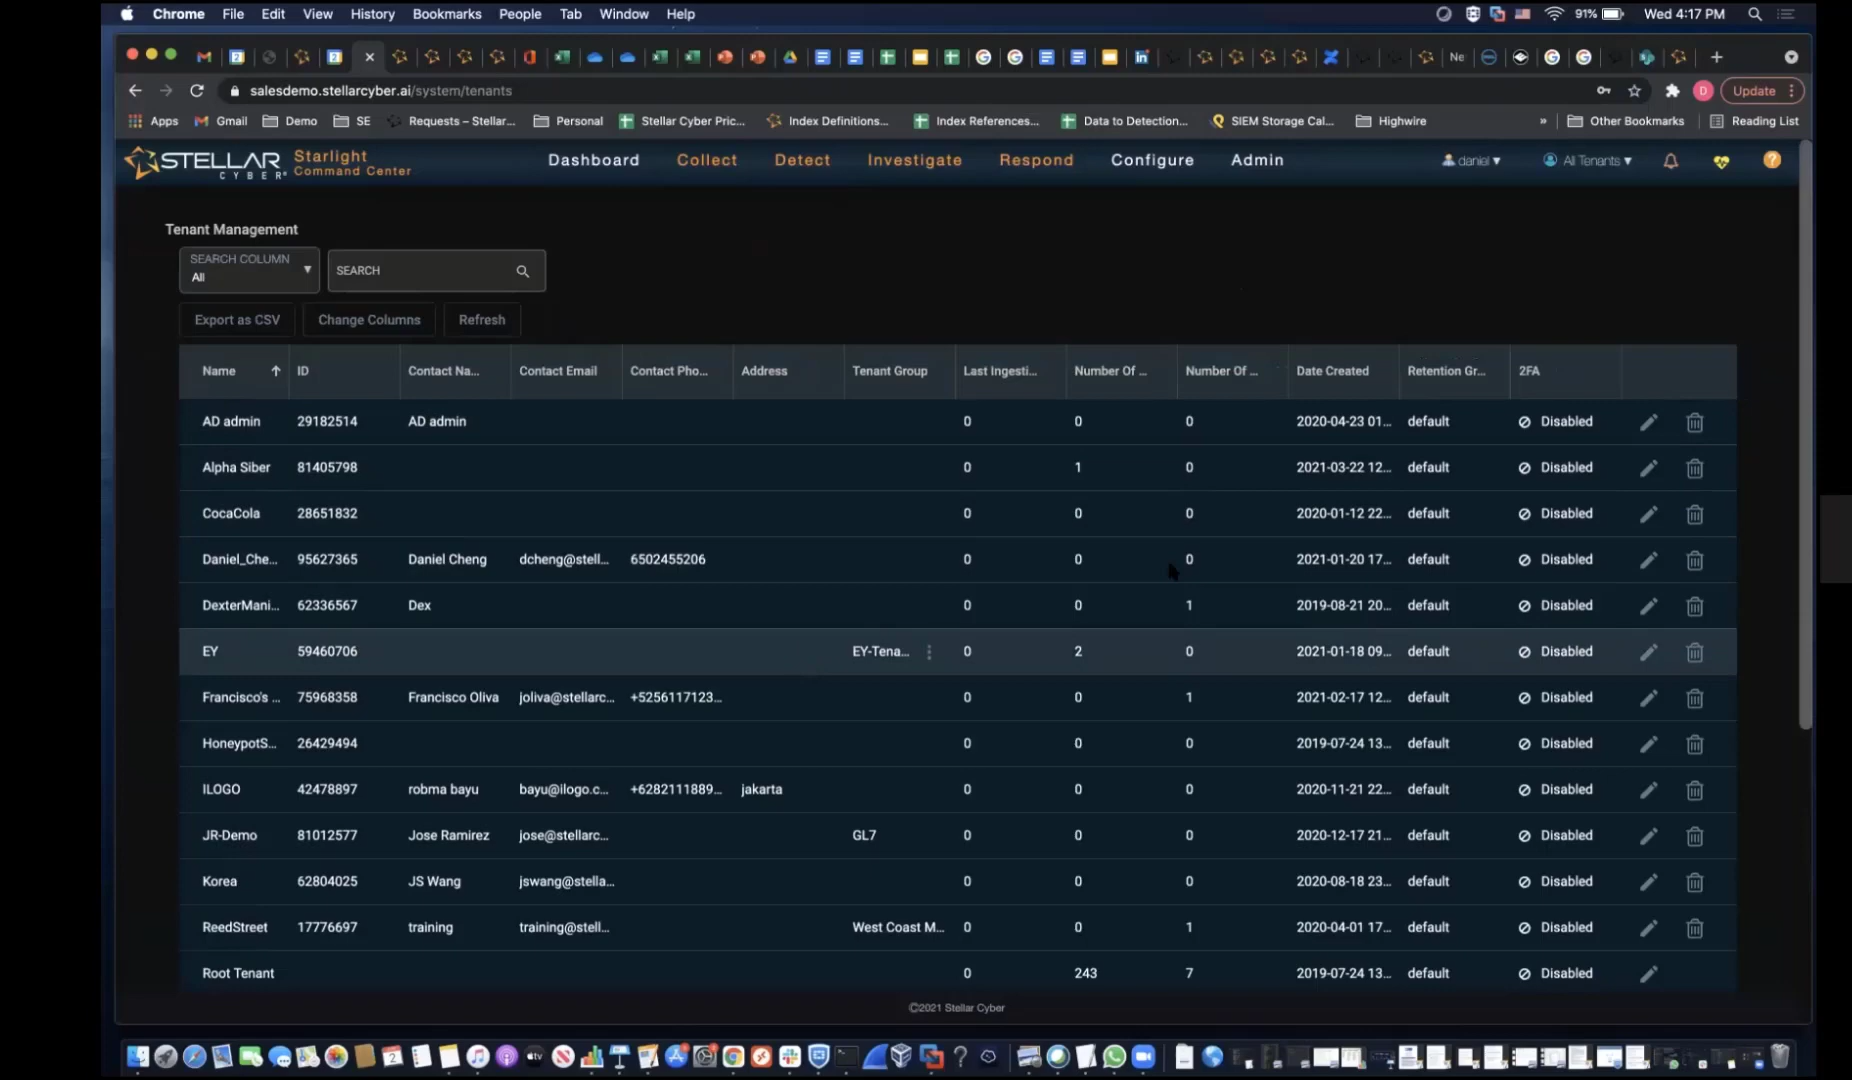 Chrome File Edit View History Bookmarks People Tab Window Help 91% Wed 4:17 PM
Ne
salesdemo.stellarcyber.ai/system/tenants D Update
Apps Gmail Demo SE Requests – Stellar... Personal Stellar Cyber Pric... Index Definitions... Index References... Data to Detection... SIEM Storage Cal... Highwire » Other Bookmarks Reading List
STELLAR CYBER Starlight Command Center Dashboard Collect Detect Investigate Respond Configure Admin daniel All Tenants
Tenant Management
SEARCH COLUMN
All
SEARCH
Export as CSV Change Columns Refresh
Name ID Contact Na... Contact Email Contact Pho... Address Tenant Group Last Ingesti... Number Of ... Number Of ... Date Created Retention Gr... 2FA
AD admin 29182514 AD admin 0 0 0 2020-04-23 01... default Disabled
Alpha Siber 81405798 0 1 0 2021-03-22 12... default Disabled
CocaCola 28651832 0 0 0 2020-01-12 22... default Disabled
Daniel_Che... 95627365 Daniel Cheng dcheng@stell... 6502455206 0 0 0 2021-01-20 17... default Disabled
DexterMani... 62336567 Dex 0 0 1 2019-08-21 20... default Disabled
EY 59460706 EY-Tena... 0 2 0 2021-01-18 09... default Disabled
Francisco's ... 75968358 Francisco Oliva joliva@stellarc... +5256117123... 0 0 1 2021-02-17 12... default Disabled
HoneypotS... 26429494 0 0 0 2019-07-24 13... default Disabled
ILOGO 42478897 robma bayu bayu@ilogo.c... +6282111889... jakarta 0 0 0 2020-11-21 22... default Disabled
JR-Demo 81012577 Jose Ramirez jose@stellarc... GL7 0 0 0 2020-12-17 21... default Disabled
Korea 62804025 JS Wang jswang@stella... 0 0 0 2020-08-18 23... default Disabled
ReedStreet 17776697 training training@stell... West Coast M... 0 0 1 2020-04-01 17... default Disabled
Root Tenant 0 243 7 2019-07-24 13... default Disabled
©2021 Stellar Cyber